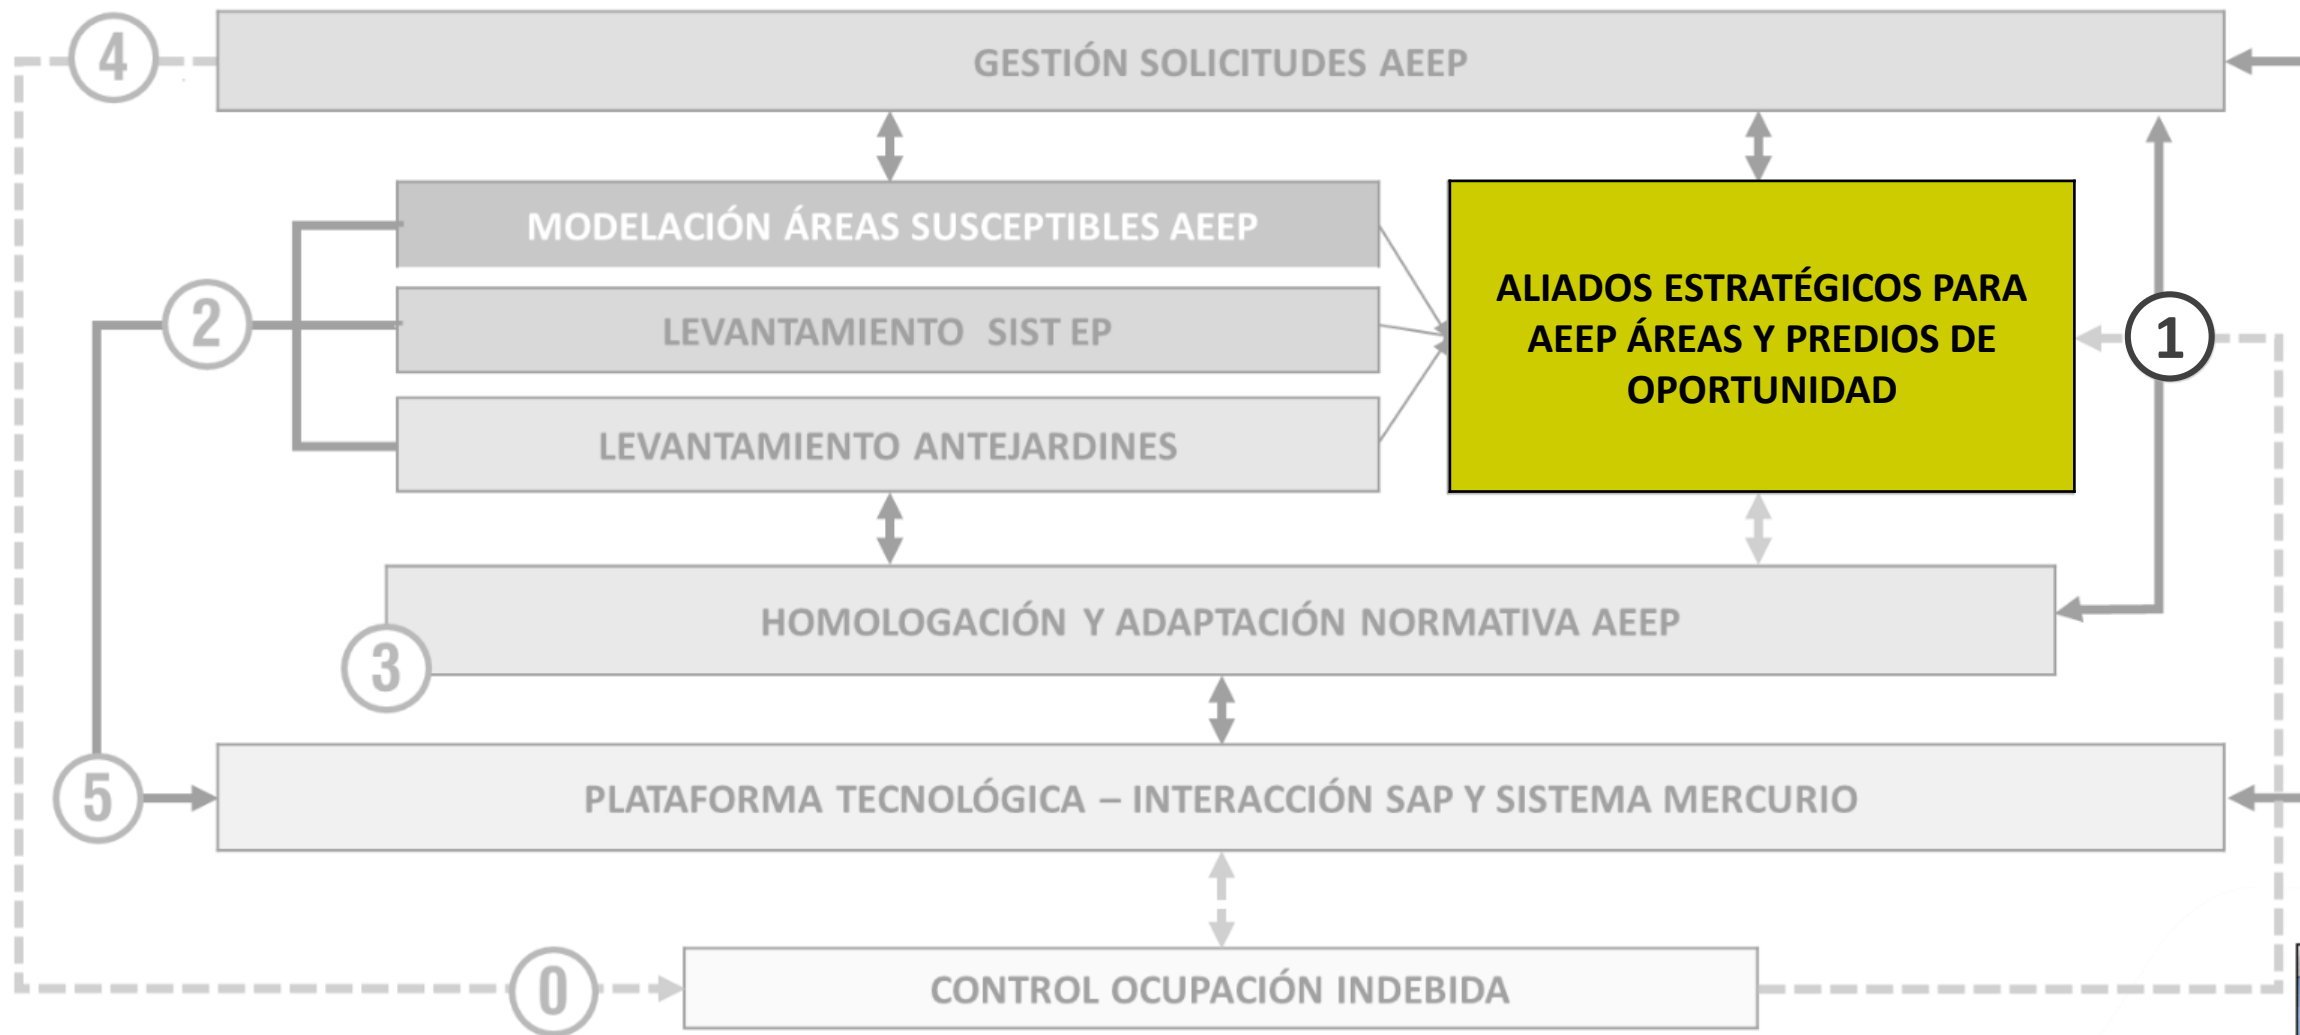 4
GESTIÓN SOLICITUDES AEEP
MODELACIÓN ÁREAS SUSCEPTIBLES AEEP
2
LEVANTAMIENTO SIST EP
LEVANTAMIENTO ANTEJARDINES
ALIADOS ESTRATÉGICOS PARA
AEEP ÁREAS Y PREDIOS DE
OPORTUNIDAD
1
HOMOLOGACIÓN Y ADAPTACIÓN NORMATIVA AEEP
3
5
PLATAFORMA TECNOLÓGICA – INTERACCIÓN SAP Y SISTEMA MERCURIO
0
CONTROL OCUPACIÓN INDEBIDA